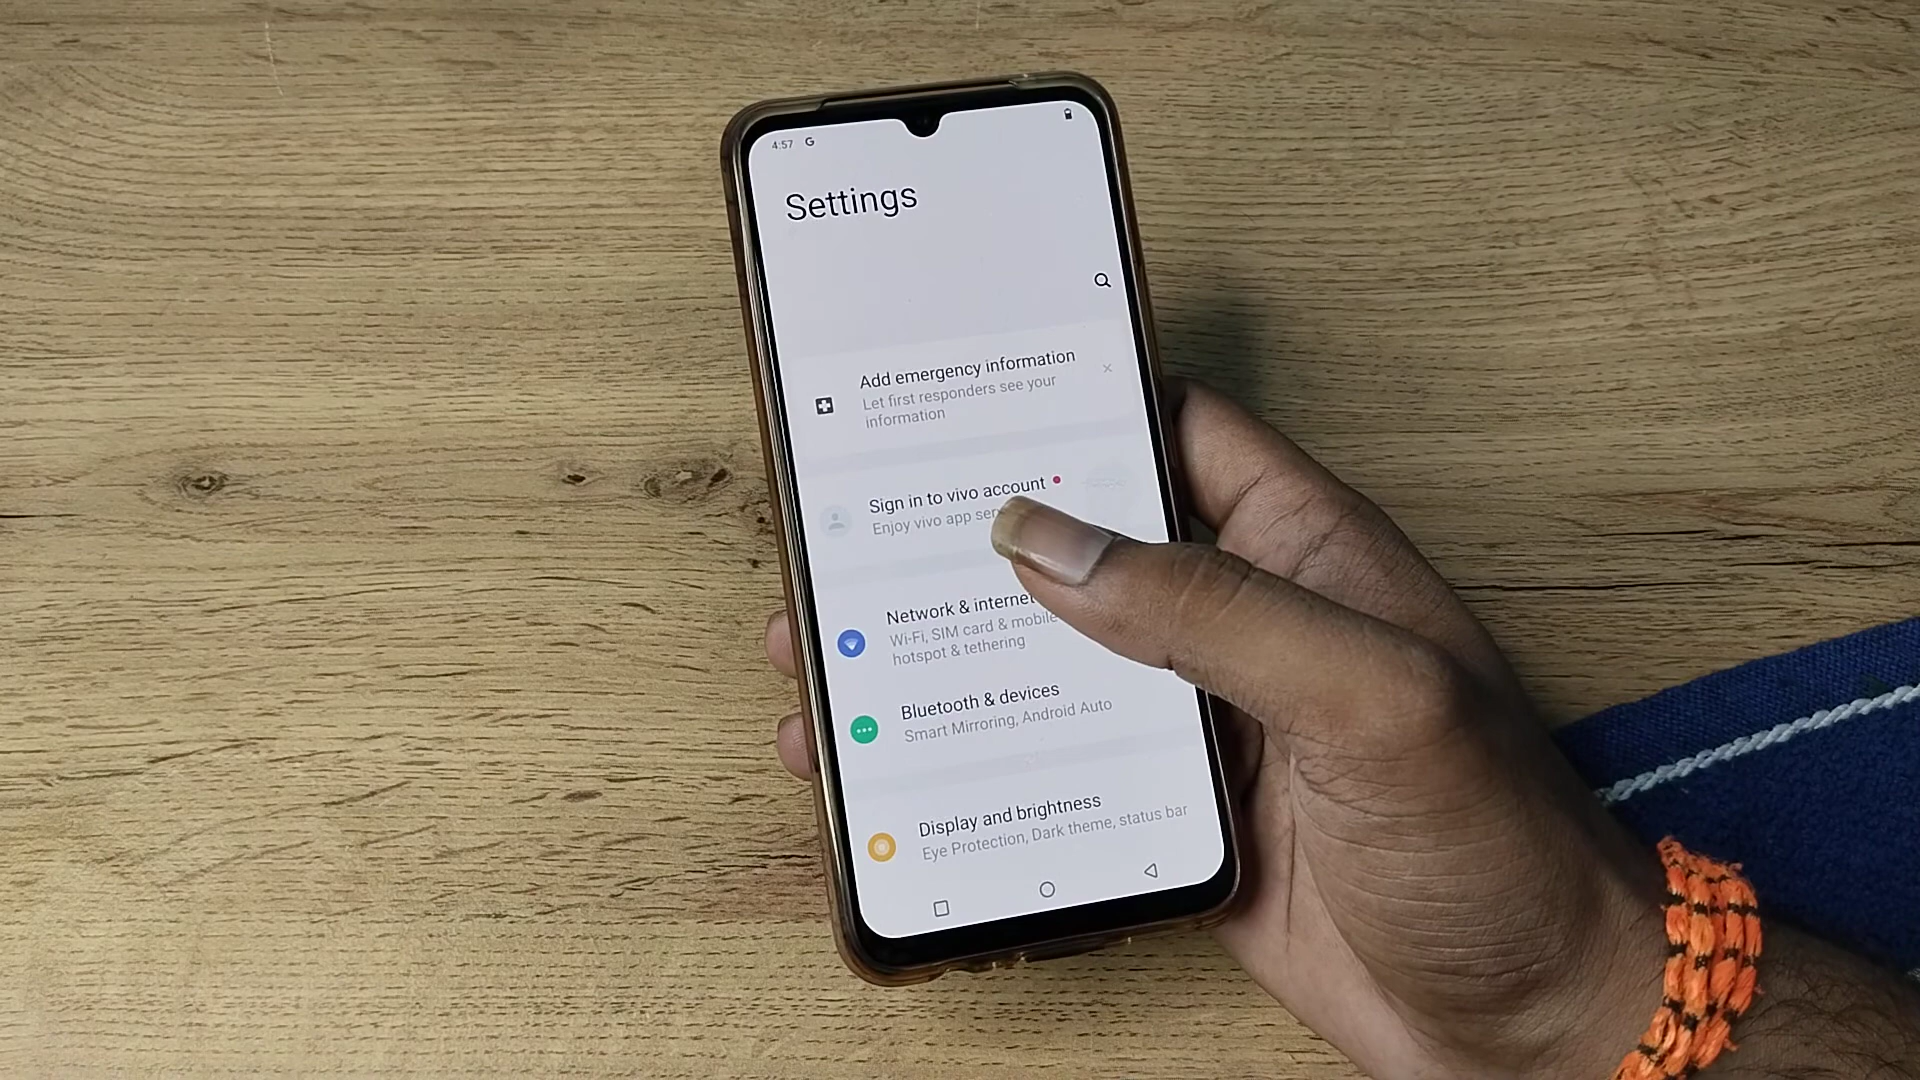 4:57 G
Settings
Add emergency information
Let first responders see your
information
Sign in to vivo account
Enjoy vivo app
Network & internet
Wi-Fi, SIM card & mobile
hotspot & tethering
Bluetooth & devices
Smart Mirroring, Android Auto
Display and brightness
Eye Protection, Dark theme, status bar